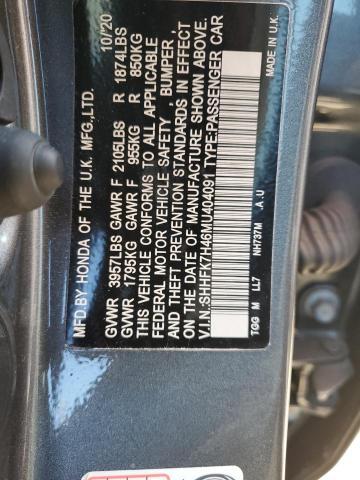 MFD.BY HONDA OF THE U.K. MFG.,LTD. 10/20
GVWR 3957LBS GAWR F 2105LBS R 1874LBS
GVWR 1795KG GAWR F 955KG R 850KG
THIS VEHICLE CONFORMS TO ALL APPLICABLE
FEDERAL MOTOR VEHICLE SAFETY , BUMPER ,
AND THEFT PREVENTION STANDARDS IN EFFECT
ON THE DATE OF MANUFACTURE SHOWN ABOVE.
V.I.N.:SHHFK7H46MU404091 TYPE:PASSENGER CAR
TGG M LL7 NH737M .A.U MADE IN U.K.